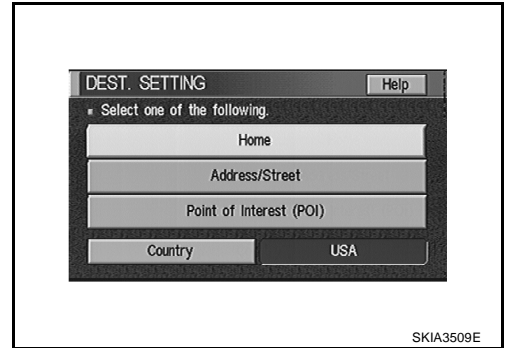 DEST. SETTING Help
▪ Select one of the following.
Home
Address/Street
Point of Interest (POI)
Country USA
SKIA3509E